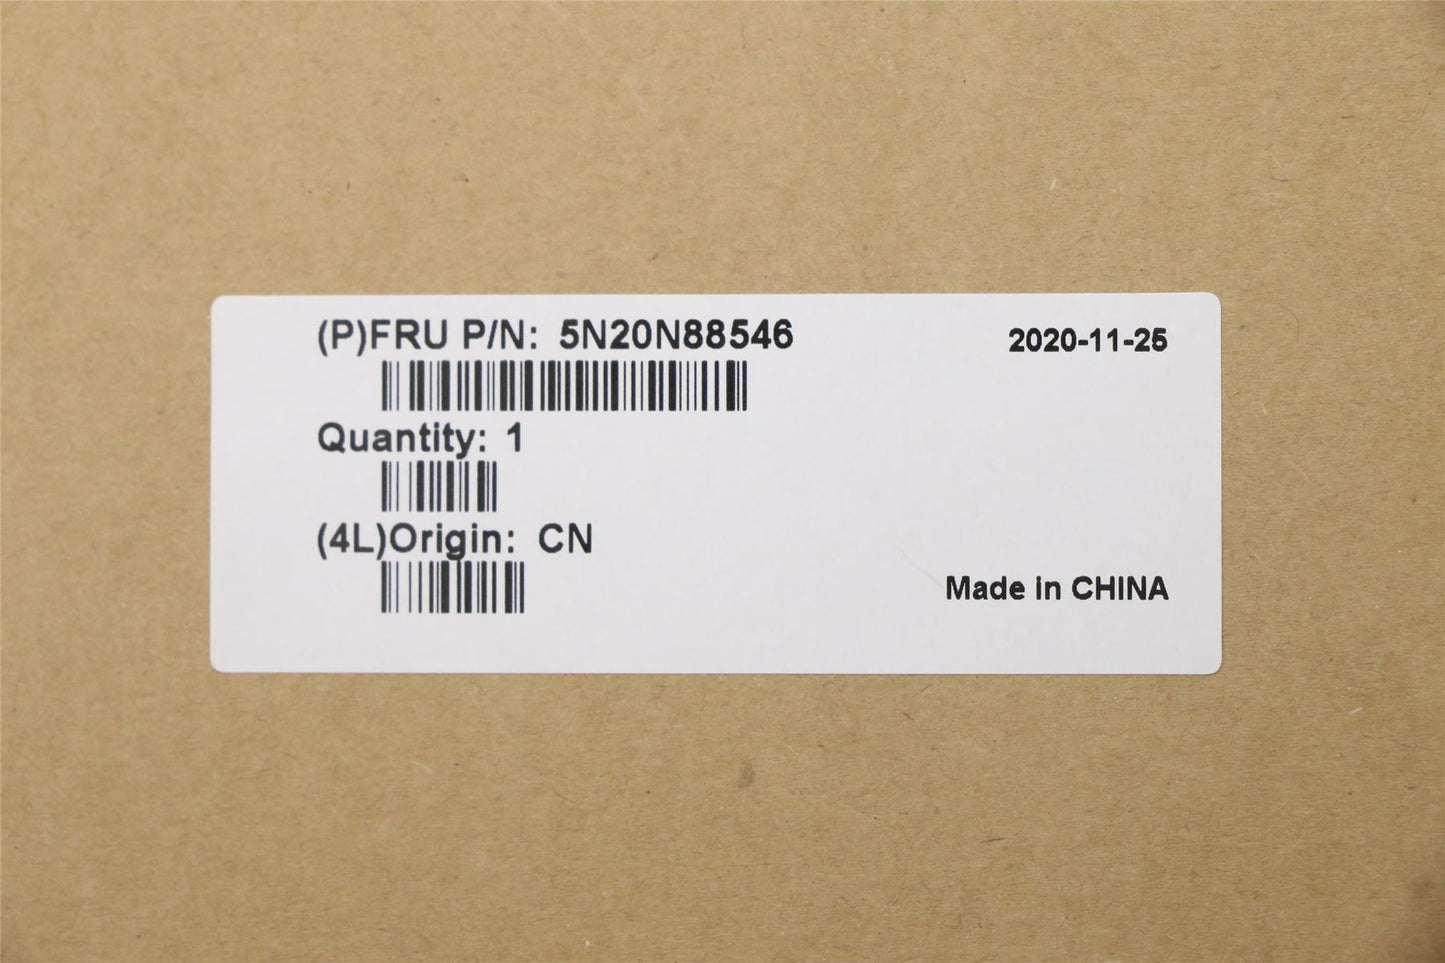 (P)FRU P/N: 5N20N88546
2020-11-25
Quantity: 1
(4L)Origin: CN
Made in CHINA